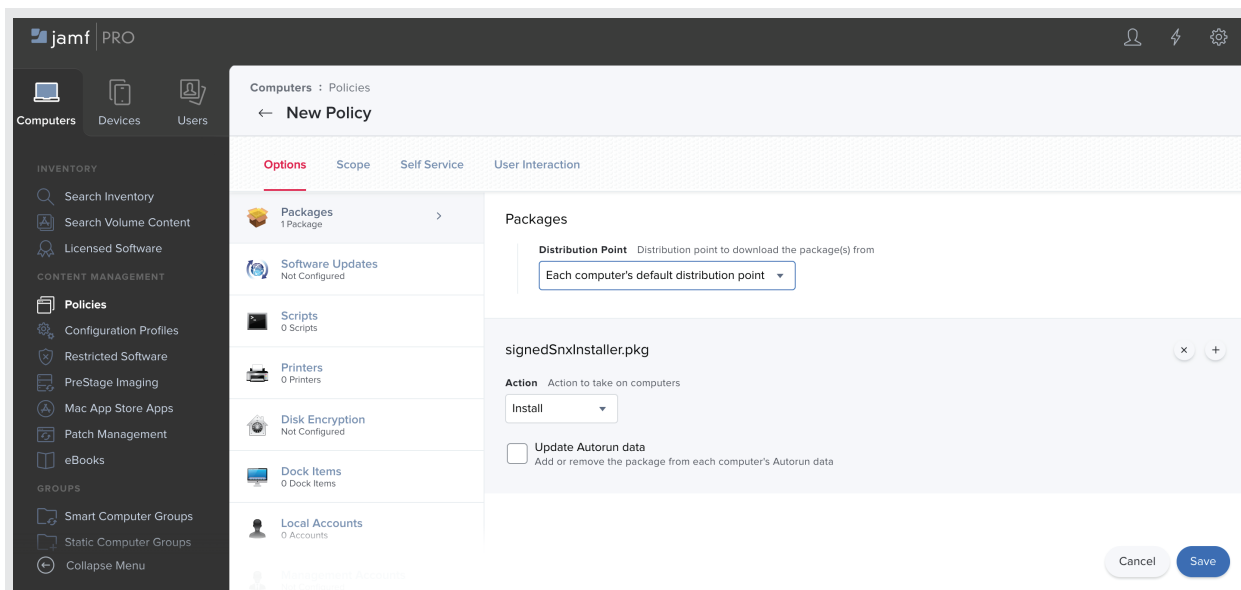 jamf PRO
Computers
Devices
Users
INVENTORY
Search Inventory
Search Volume Content
Licensed Software
CONTENT MANAGEMENT
Policies
Configuration Profiles
Restricted Software
PreStage Imaging
Mac App Store Apps
Patch Management
eBooks
GROUPS
Smart Computer Groups
Static Computer Groups
Collapse Menu
Computers : Policies
← New Policy
Options
Scope
Self Service
User Interaction
Packages
1 Package
Software Updates
Not Configured
Scripts
0 Scripts
Printers
0 Printers
Disk Encryption
Not Configured
Dock Items
0 Dock Items
Local Accounts
0 Accounts
Packages
Distribution Point Distribution point to download the package(s) from
Each computer's default distribution point
signedSnxInstaller.pkg
Action Action to take on computers
Install
Update Autorun data
Add or remove the package from each computer's Autorun data
Cancel
Save